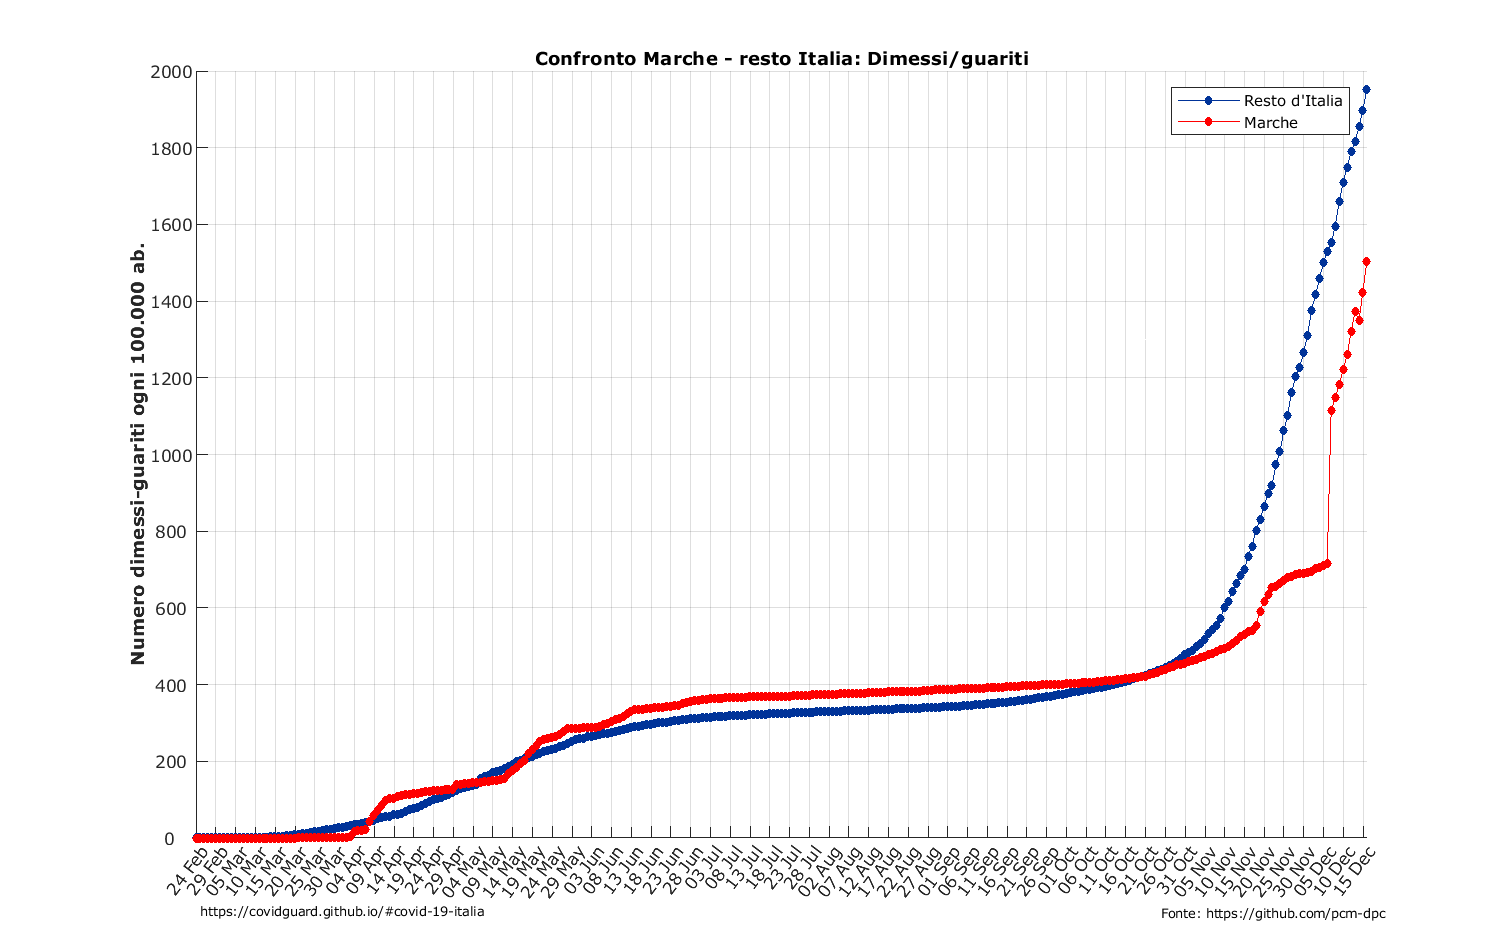 Confronto Marche - resto Italia: Dimessi/guariti
Resto d'Italia
Marche
Numero dimessi-guariti ogni 100.000 ab.
2000
1800
1600
1400
1200
1000
800
600
400
200
0
24 Feb
29 Feb
05 Mar
10 Mar
15 Mar
20 Mar
25 Mar
30 Mar
04 Apr
09 Apr
14 Apr
19 Apr
24 Apr
29 Apr
04 May
09 May
14 May
19 May
24 May
29 May
03 Jun
08 Jun
13 Jun
18 Jun
23 Jun
28 Jun
03 Jul
08 Jul
13 Jul
18 Jul
23 Jul
28 Jul
02 Aug
07 Aug
12 Aug
17 Aug
22 Aug
27 Aug
01 Sep
06 Sep
11 Sep
16 Sep
21 Sep
26 Sep
01 Oct
06 Oct
11 Oct
16 Oct
21 Oct
26 Oct
31 Oct
05 Nov
10 Nov
15 Nov
20 Nov
25 Nov
30 Nov
05 Dec
10 Dec
15 Dec
https://covidguard.github.io/#covid-19-italia
Fonte: https://github.com/pcm-dpc